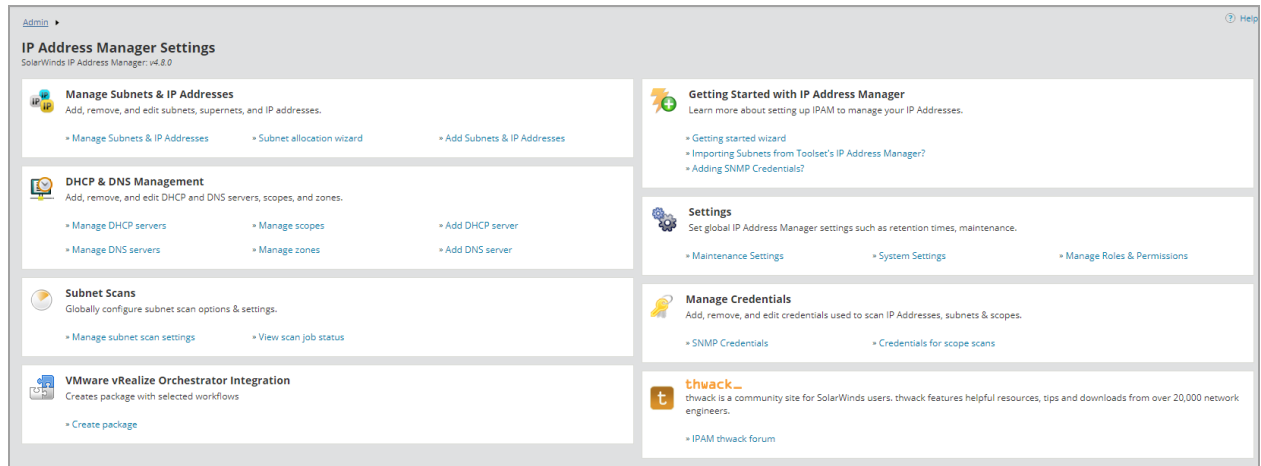 Admin
Help
IP Address Manager Settings
SolarWinds IP Address Manager: v4.8.0
Manage Subnets & IP Addresses
Add, remove, and edit subnets, supernets, and IP addresses.
» Manage Subnets & IP Addresses » Subnet allocation wizard » Add Subnets & IP Addresses
DHCP & DNS Management
Add, remove, and edit DHCP and DNS servers, scopes, and zones.
» Manage DHCP servers » Manage scopes » Add DHCP server
» Manage DNS servers » Manage zones » Add DNS server
Subnet Scans
Globally configure subnet scan options & settings.
» Manage subnet scan settings » View scan job status
VMware vRealize Orchestrator Integration
Creates package with selected workflows
» Create package
Getting Started with IP Address Manager
Learn more about setting up IPAM to manage your IP Addresses.
» Getting started wizard
» Importing Subnets from Toolset's IP Address Manager?
» Adding SNMP Credentials?
Settings
Set global IP Address Manager settings such as retention times, maintenance.
» Maintenance Settings » System Settings » Manage Roles & Permissions
Manage Credentials
Add, remove, and edit credentials used to scan IP Addresses, subnets & scopes.
» SNMP Credentials » Credentials for scope scans
thwack_
thwack is a community site for SolarWinds users. thwack features helpful resources, tips and downloads from over 20,000 network
engineers.
» IPAM thwack forum